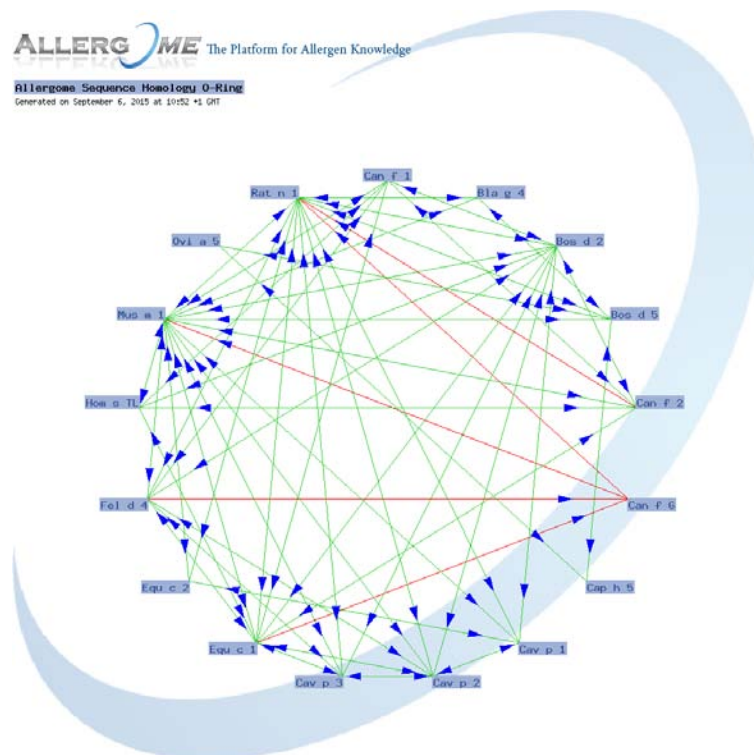 ALLERGOME The Platform for Allergen Knowledge
Allergome Sequence Homology O-Ring
Generated on September 6, 2015 at 10:52 +1 GMT
Can f 1
Rat n 1
Bla g 4
Ovi a 5
Bos d 2
Mus m 1
Bos d 5
Hom s TL
Can f 2
Fel d 4
Can f 6
Equ c 2
Cap h 5
Equ c 1
Cav p 1
Cav p 3
Cav p 2